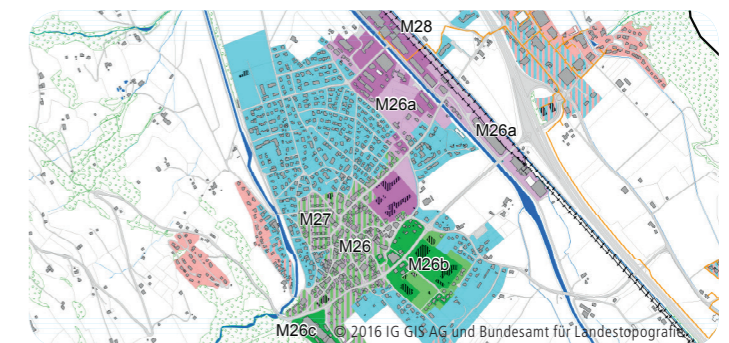 M28
M26a
M26a
M27
M26
M26b
M26c
© 2016 IG GIS AG und Bundesamt für Landestopografie